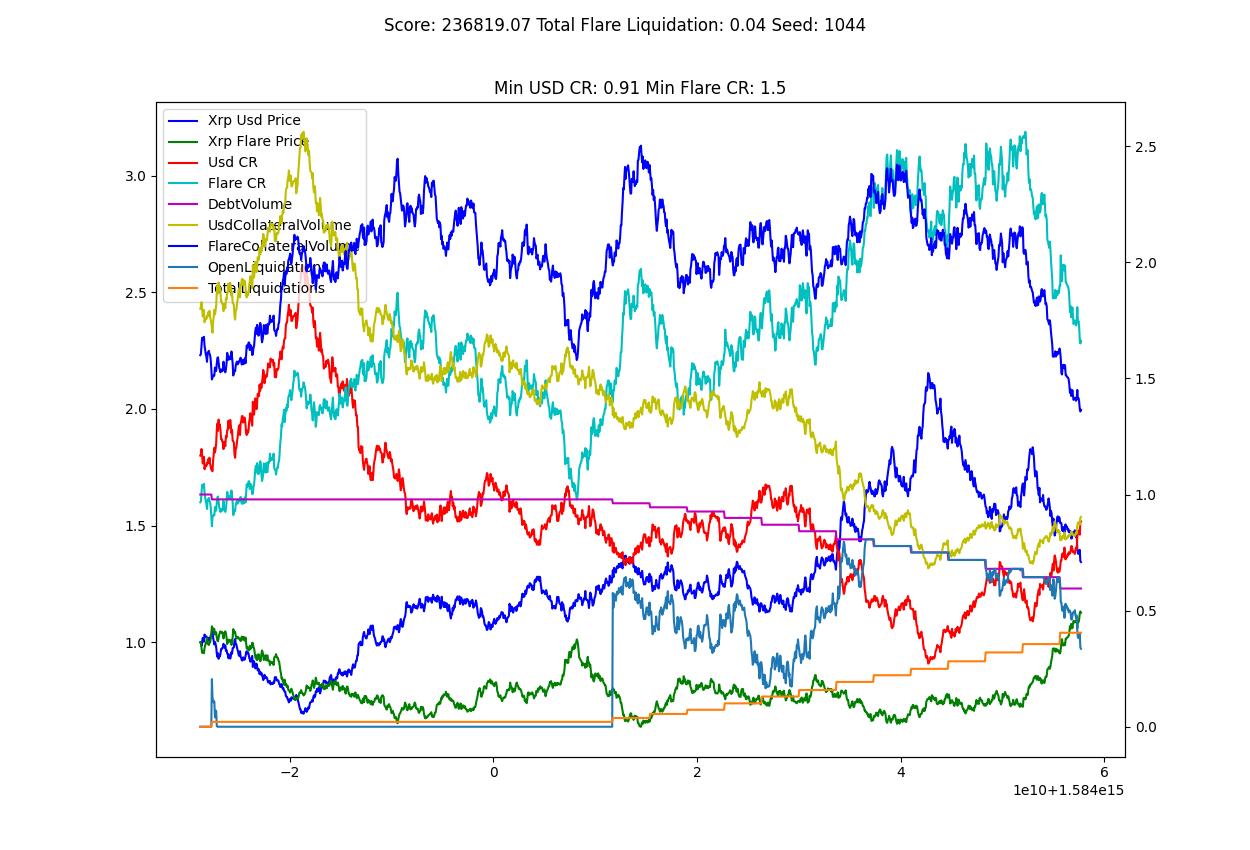 Score: 236819.07 Total Flare Liquidation: 0.04 Seed: 1044
Min USD CR: 0.91 Min Flare CR: 1.5
Xrp Usd Price
Xrp Flare Price
Usd CR
Flare CR
DebtVolume
UsdCollateralVolume
FlareCollateralVolume
OpenLiquidations
TotalLiquidations
3.0
2.5
2.0
1.5
1.0
2.5
2.0
1.5
1.0
0.5
0.0
−2
0
2
4
6
1e10+1.584e15